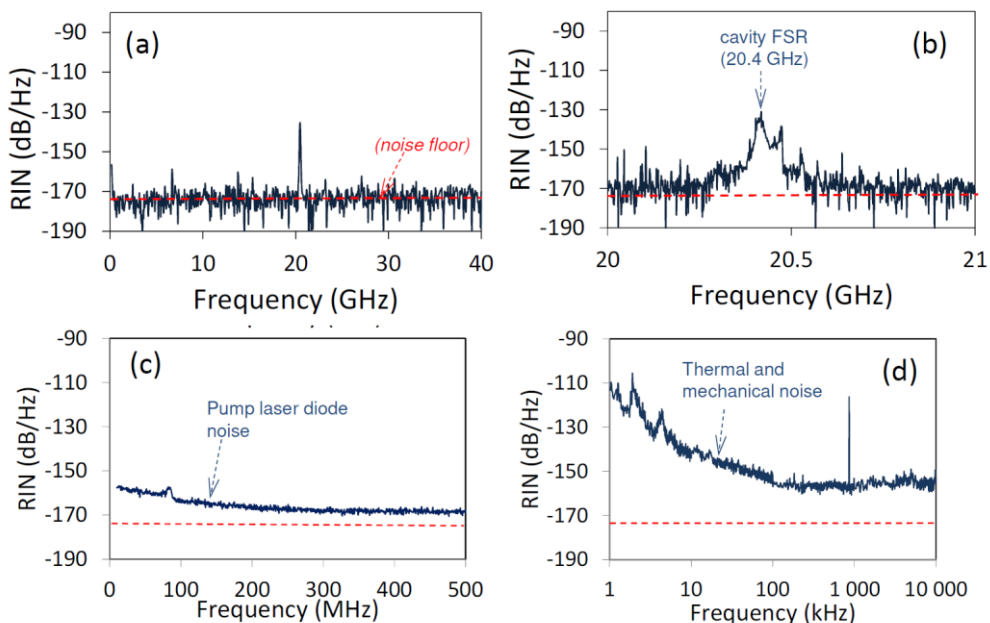 (a)
-90
-110
-130
-150
-170
-190
RIN (dB/Hz)
(noise floor)
0
10
20
30
40
Frequency (GHz)
(b)
-90
-110
-130
-150
-170
-190
RIN (dB/Hz)
cavity FSR
(20.4 GHz)
20
20.5
21
Frequency (GHz)
(c)
-90
-110
-130
-150
-170
-190
RIN (dB/Hz)
Pump laser diode
noise
0
100
200
300
400
500
Frequency (MHz)
(d)
-90
-110
-130
-150
-170
-190
RIN (dB/Hz)
Thermal and
mechanical noise
1
10
100
1 000
10 000
Frequency (kHz)